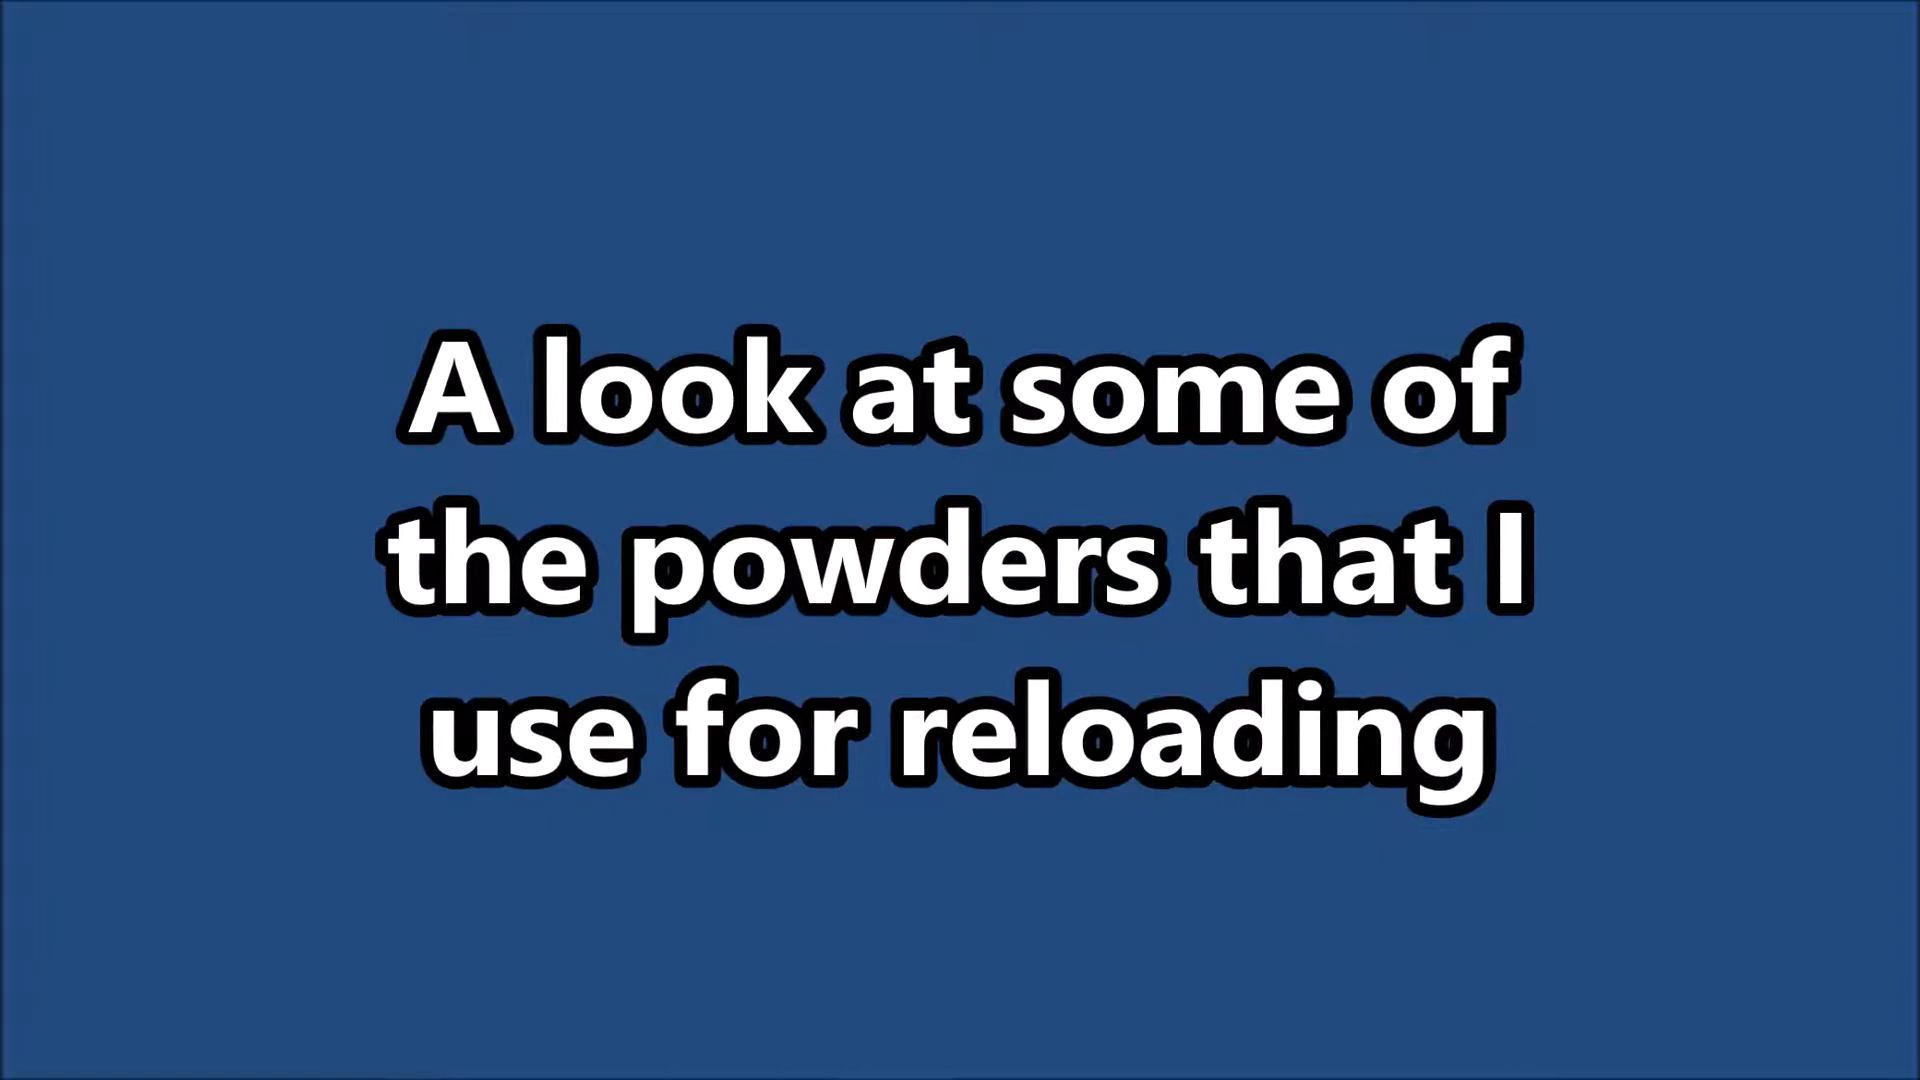 A look at some of
the powders that I
use for reloading